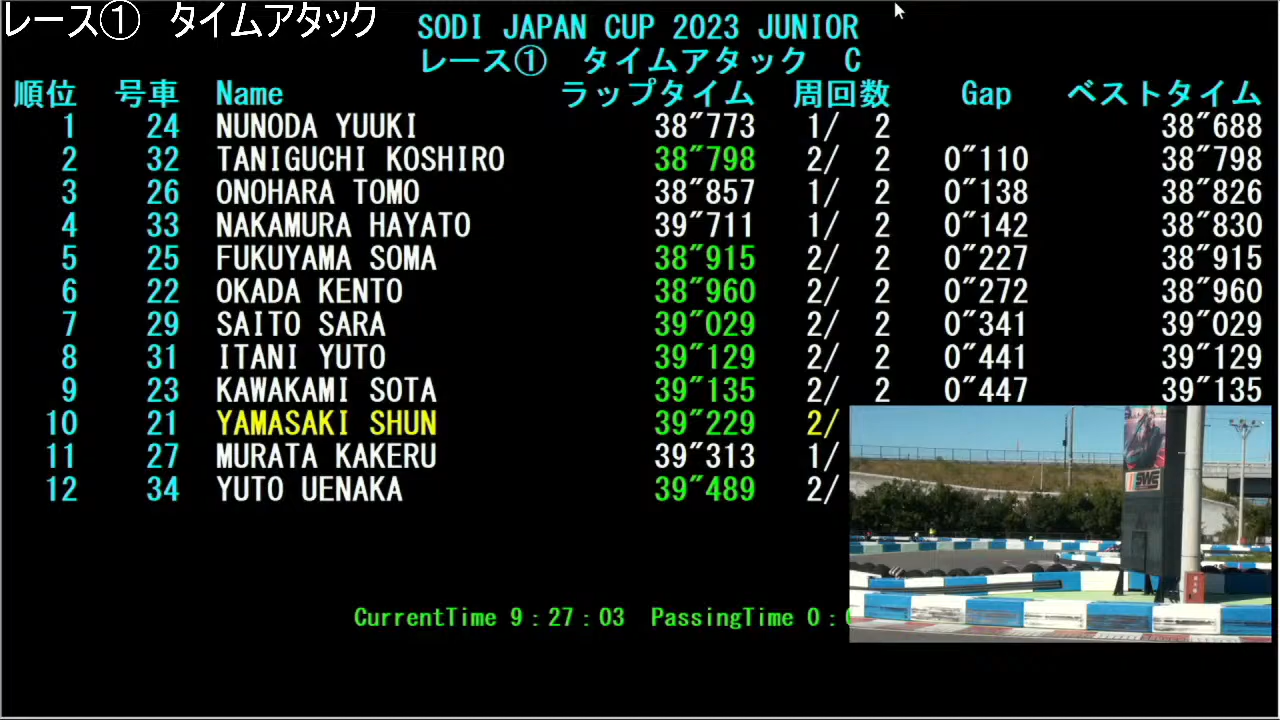 レース① タイムアタック
SODI JAPAN CUP 2023 JUNIOR
レース① タイムアタック C
順位 号車 Name ラップタイム 周回数 Gap ベストタイム
1 24 NUNODA YUUKI 38"773 1/ 2 38"688
2 32 TANIGUCHI KOSHIRO 38"798 2/ 2 0"110 38"798
3 26 ONOHARA TOMO 38"857 1/ 2 0"138 38"826
4 33 NAKAMURA HAYATO 39"711 1/ 2 0"142 38"830
5 25 FUKUYAMA SOMA 38"915 2/ 2 0"227 38"915
6 22 OKADA KENTO 38"960 2/ 2 0"272 38"960
7 29 SAITO SARA 39"029 2/ 2 0"341 39"029
8 31 ITANI YUTO 39"129 2/ 2 0"441 39"129
9 23 KAWAKAMI SOTA 39"135 2/ 2 0"447 39"135
10 21 YAMASAKI SHUN 39"229 2/
11 27 MURATA KAKERU 39"313 1/
12 34 YUTO UENAKA 39"489 2/
SWS
CurrentTime 9:27:03 PassingTime 0: